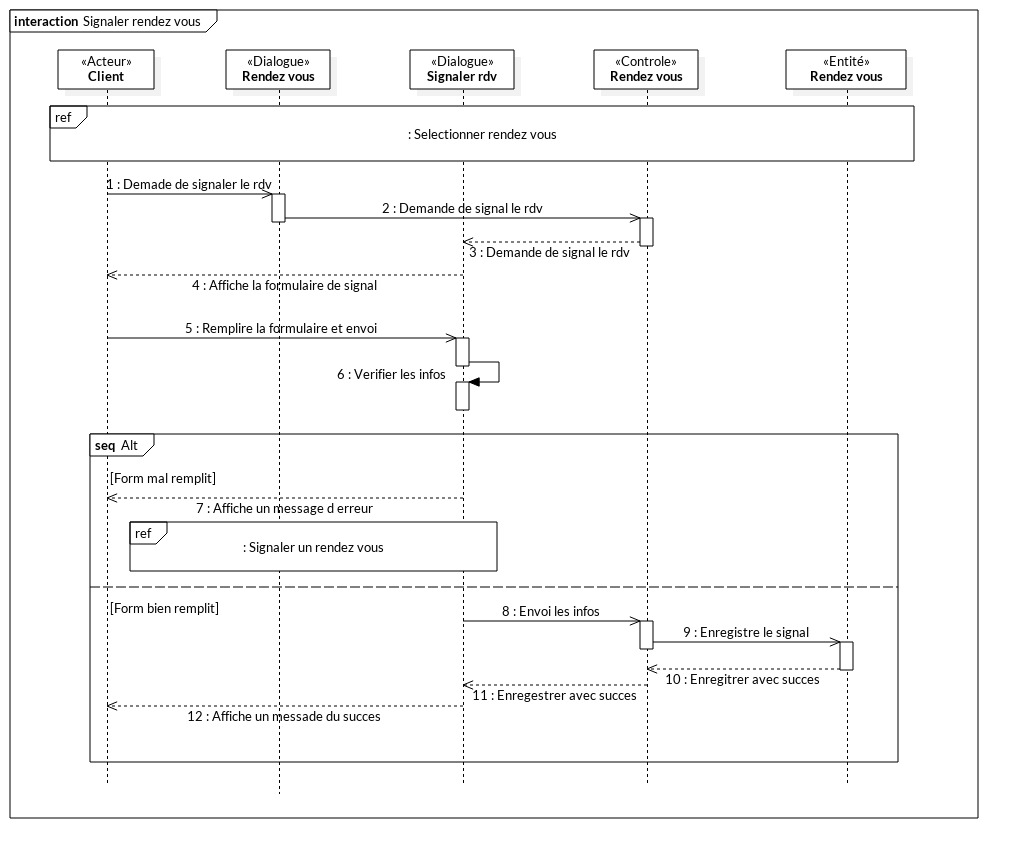 interaction Signaler rendez vous
«Acteur»
Client
«Dialogue»
Rendez vous
«Dialogue»
Signaler rdv
«Controle»
Rendez vous
«Entité»
Rendez vous
ref
: Selectionner rendez vous
1 : Demade de signaler le rdv
2 : Demande de signal le rdv
3 : Demande de signal le rdv
4 : Affiche la formulaire de signal
5 : Remplire la formulaire et envoi
6 : Verifier les infos
seq Alt
[Form mal remplit]
7 : Affiche un message d erreur
ref
: Signaler un rendez vous
[Form bien remplit]
8 : Envoi les infos
9 : Enregistre le signal
10 : Enregitrer avec succes
11 : Enregestrer avec succes
12 : Affiche un messade du succes